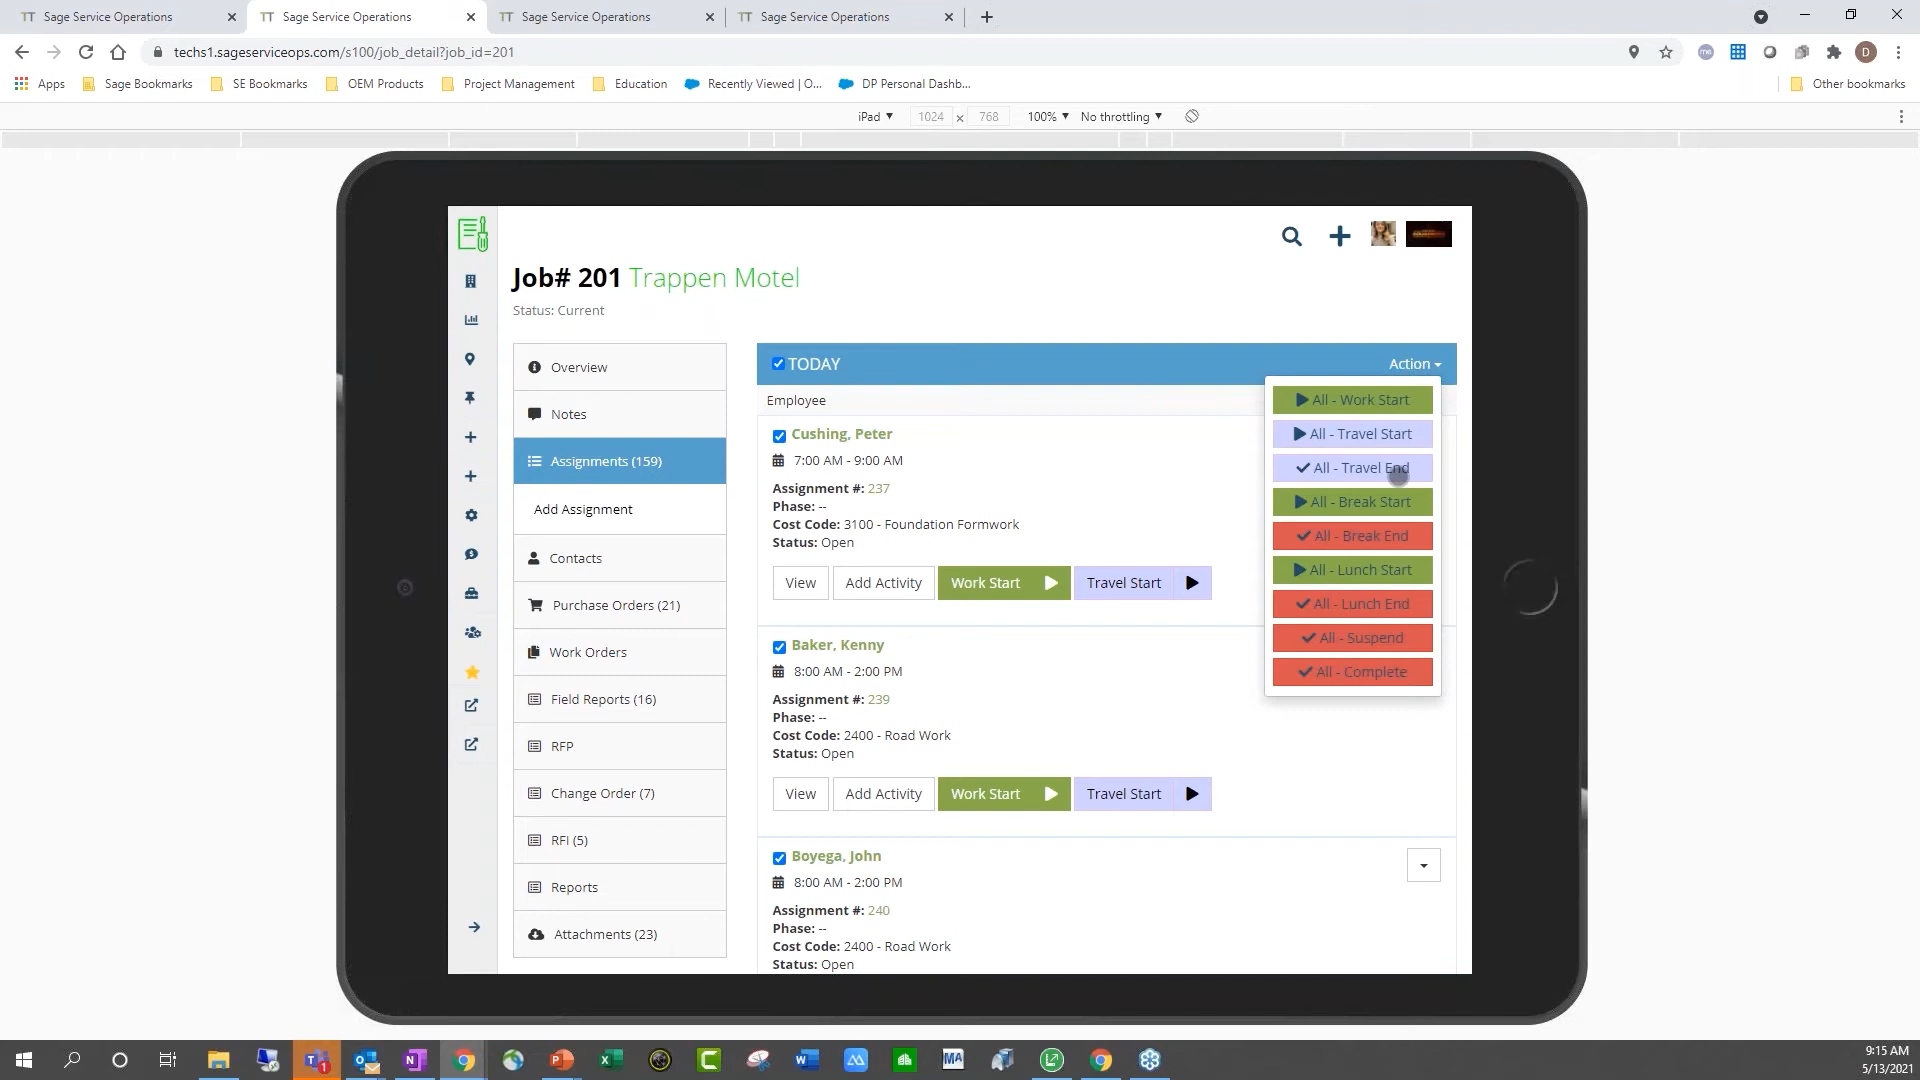 Sage Service Operations
Sage Service Operations
Sage Service Operations
Sage Service Operations
techs1.sageserviceops.com/s100/job_detail?job_id=201
D
Apps
Sage Bookmarks
SE Bookmarks
OEM Products
Project Management
Education
Recently Viewed | O...
DP Personal Dashb...
Other bookmarks
iPad
1024 x 768
100%
No throttling
Job# 201 Trappen Motel
Status: Current
Overview
Notes
Assignments (159)
Add Assignment
Contacts
Purchase Orders (21)
Work Orders
Field Reports (16)
RFP
Change Order (7)
RFI (5)
Reports
Attachments (23)
TODAY
Action
Employee
Cushing, Peter
7:00 AM - 9:00 AM
Assignment #: 237
Phase: --
Cost Code: 3100 - Foundation Formwork
Status: Open
View
Add Activity
Work Start
Travel Start
Baker, Kenny
8:00 AM - 2:00 PM
Assignment #: 239
Phase: --
Cost Code: 2400 - Road Work
Status: Open
View
Add Activity
Work Start
Travel Start
Boyega, John
8:00 AM - 2:00 PM
Assignment #: 240
Phase: --
Cost Code: 2400 - Road Work
Status: Open
All - Work Start
All - Travel Start
All - Travel End
All - Break Start
All - Break End
All - Lunch Start
All - Lunch End
All - Suspend
All - Complete
9:15 AM
5/13/2021